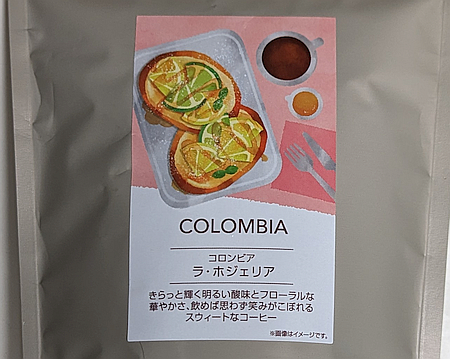 COLOMBIA
コロンビア
ラ・ホジェリア
きらっと輝く明るい酸味とフローラルな
華やかさ、飲めば思わず笑みがこぼれる
スウィートなコーヒー
※画像はイメージです。